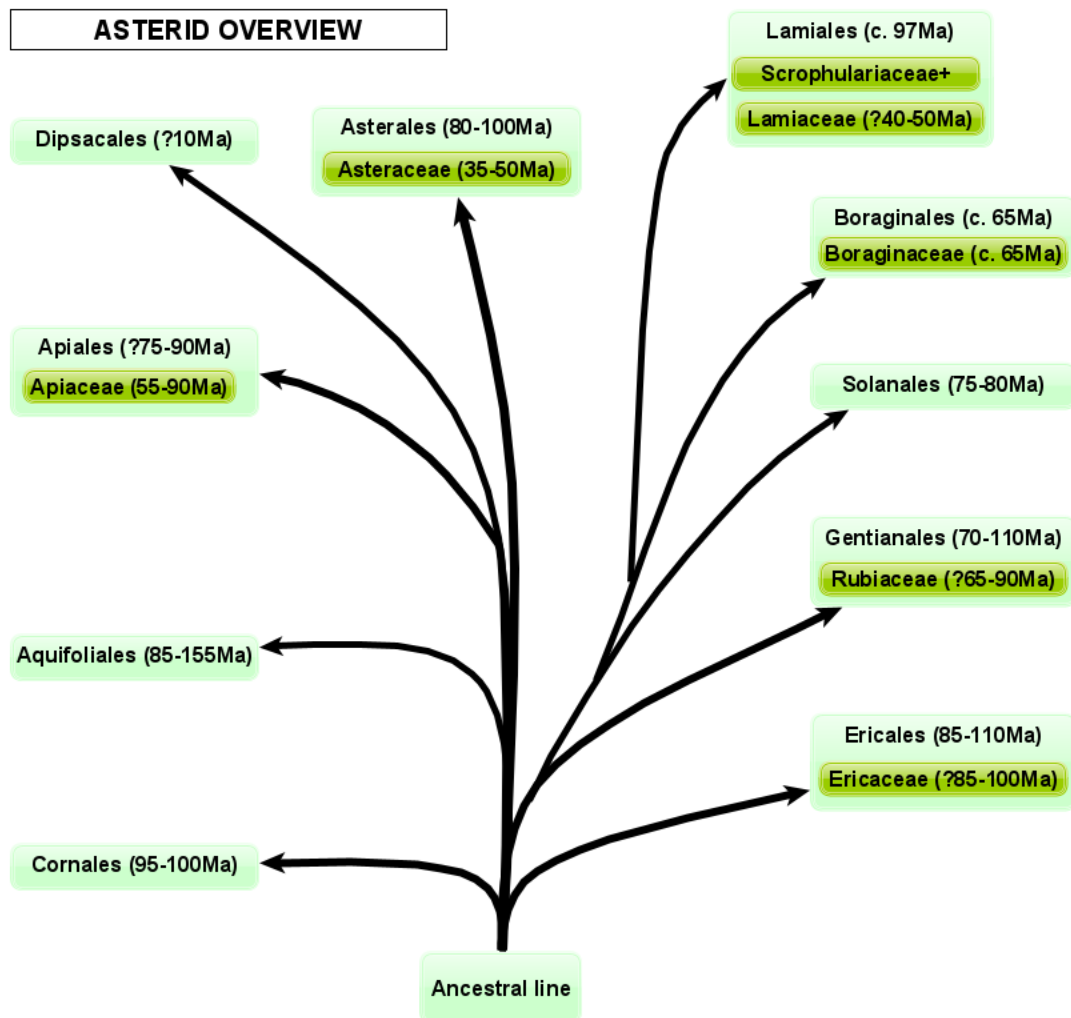 ASTERID OVERVIEW
Lamiales (c. 97Ma)
Scrophulariaceae+
Lamiaceae (?40-50Ma)
Dipsacales (?10Ma)
Asterales (80-100Ma)
Asteraceae (35-50Ma)
Boraginales (c. 65Ma)
Boraginaceae (c. 65Ma)
Apiales (?75-90Ma)
Apiaceae (55-90Ma)
Solanales (75-80Ma)
Gentianales (70-110Ma)
Rubiaceae (?65-90Ma)
Aquifoliales (85-155Ma)
Ericales (85-110Ma)
Ericaceae (?85-100Ma)
Cornales (95-100Ma)
Ancestral line